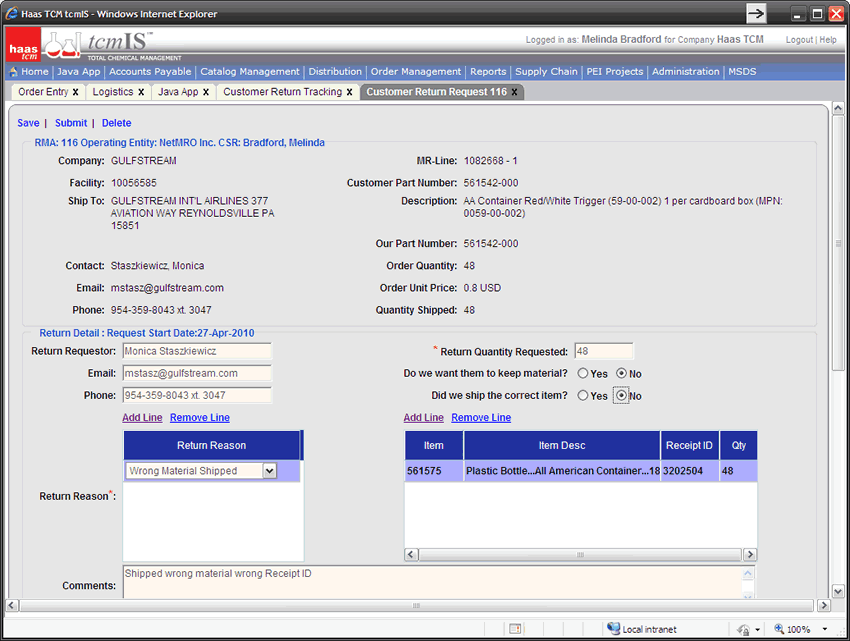 Haas TCM tcmIS - Windows Internet Explorer
haas tcm
tcmIS™
TOTAL CHEMICAL MANAGEMENT
Logged in as: Melinda Bradford for Company Haas TCM Logout | Help
Home | Java App | Accounts Payable | Catalog Management | Distribution | Order Management | Reports | Supply Chain | PEI Projects | Administration | MSDS
Order Entry x Logistics x Java App x Customer Return Tracking x Customer Return Request 116 x
Save | Submit | Delete
RMA: 116 Operating Entity: NetMRO Inc. CSR: Bradford, Melinda
Company: GULFSTREAM MR-Line: 1082668 - 1
Facility: 10056585 Customer Part Number: 561542-000
Ship To: GULFSTREAM INT'L AIRLINES 377 Description: AA Container Red/White Trigger (59-00-002) 1 per cardboard box (MPN:
AVIATION WAY REYNOLDSVILLE PA 0059-00-002)
15851
Our Part Number: 561542-000
Contact: Staszkiewicz, Monica Order Quantity: 48
Email: mstasz@gulfstream.com Order Unit Price: 0.8 USD
Phone: 954-359-8043 xt. 3047 Quantity Shipped: 48
Return Detail : Request Start Date:27-Apr-2010
Return Requestor: Monica Staszkiewicz * Return Quantity Requested: 48
Email: mstasz@gulfstream.com Do we want them to keep material? Yes No
Phone: 954-359-8043 xt. 3047 Did we ship the correct item? Yes No
Add Line Remove Line Add Line Remove Line
Return Reason Item Item Desc Receipt ID Qty
Wrong Material Shipped 561575 Plastic Bottle...All American Container...18 3202504 48
Return Reason*:
Comments: Shipped wrong material wrong Receipt ID
Local intranet 100%